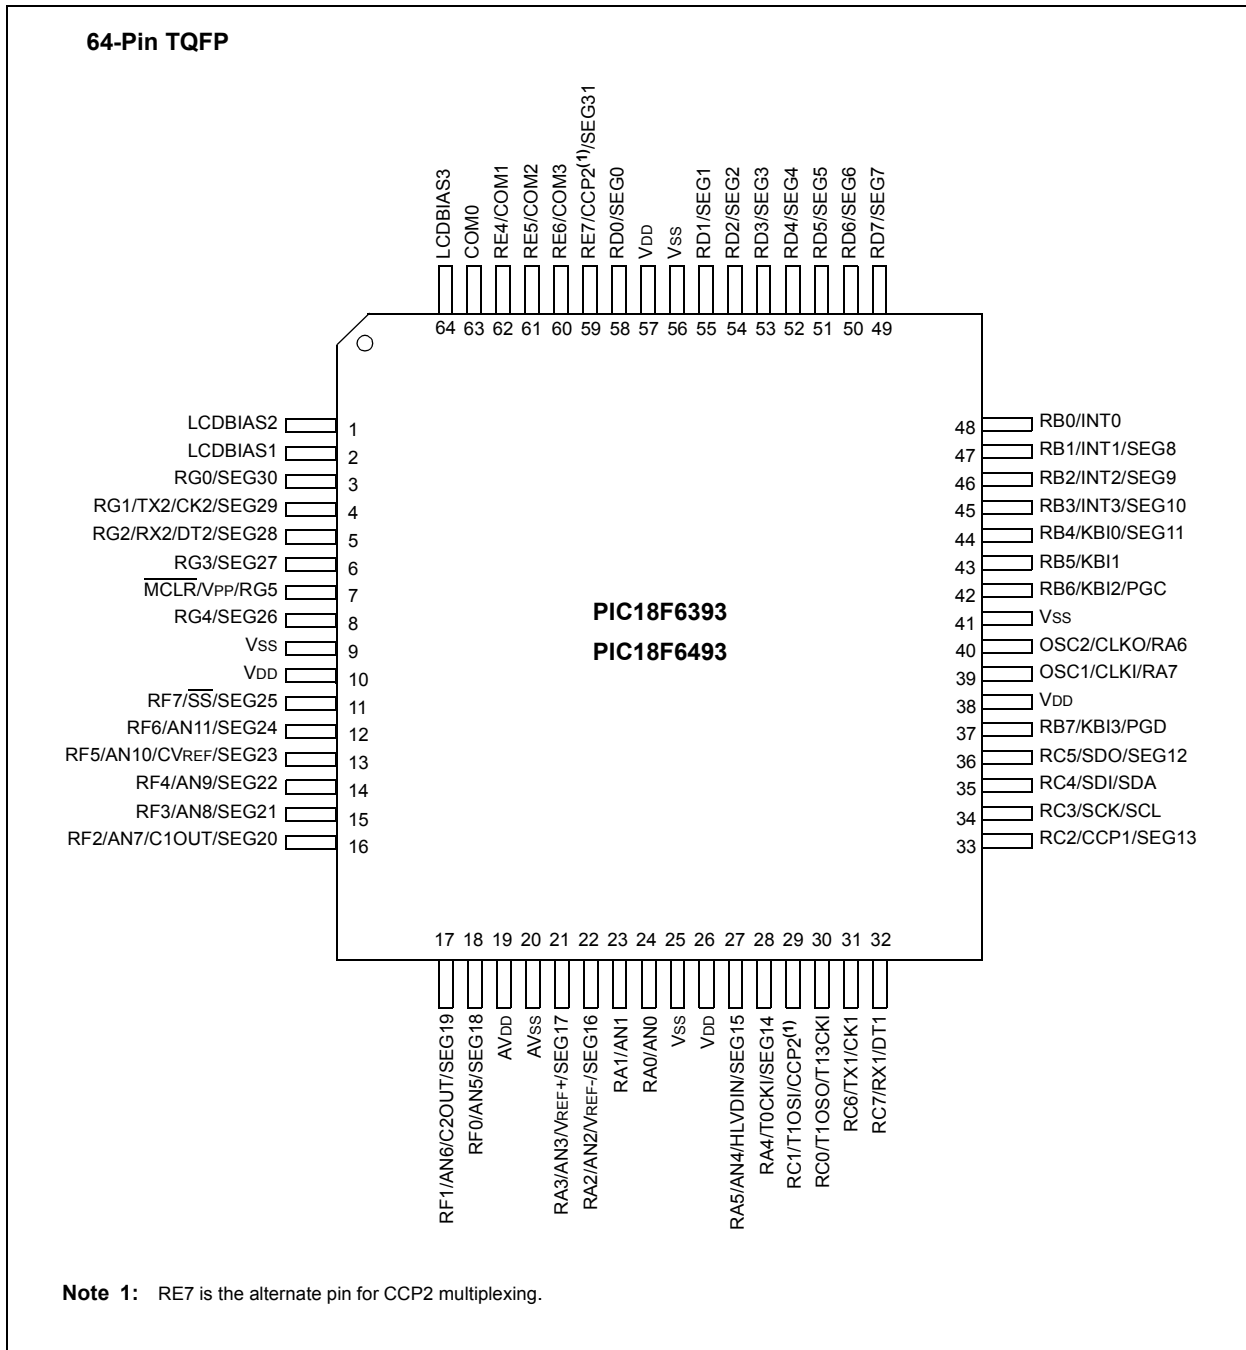 64-Pin TQFP
LCDBIAS3
COM0
RE4/COM1
RE5/COM2
RE6/COM3
RE7/CCP2(1)/SEG31
RD0/SEG0
VDD
VSS
RD1/SEG1
RD2/SEG2
RD3/SEG3
RD4/SEG4
RD5/SEG5
RD6/SEG6
RD7/SEG7
64 63 62 61 60 59 58 57 56 55 54 53 52 51 50 49
LCDBIAS2 1
LCDBIAS1 2
RG0/SEG30 3
RG1/TX2/CK2/SEG29 4
RG2/RX2/DT2/SEG28 5
RG3/SEG27 6
MCLR/VPP/RG5 7
RG4/SEG26 8
VSS 9
VDD 10
RF7/SS/SEG25 11
RF6/AN11/SEG24 12
RF5/AN10/CVREF/SEG23 13
RF4/AN9/SEG22 14
RF3/AN8/SEG21 15
RF2/AN7/C1OUT/SEG20 16
PIC18F6393
PIC18F6493
48 RB0/INT0
47 RB1/INT1/SEG8
46 RB2/INT2/SEG9
45 RB3/INT3/SEG10
44 RB4/KBI0/SEG11
43 RB5/KBI1
42 RB6/KBI2/PGC
41 VSS
40 OSC2/CLKO/RA6
39 OSC1/CLKI/RA7
38 VDD
37 RB7/KBI3/PGD
36 RC5/SDO/SEG12
35 RC4/SDI/SDA
34 RC3/SCK/SCL
33 RC2/CCP1/SEG13
17 18 19 20 21 22 23 24 25 26 27 28 29 30 31 32
RF1/AN6/C2OUT/SEG19
RF0/AN5/SEG18
AVDD
AVSS
RA3/AN3/VREF+/SEG17
RA2/AN2/VREF-/SEG16
RA1/AN1
RA0/AN0
VSS
VDD
RA5/AN4/HLVDIN/SEG15
RA4/T0CKI/SEG14
RC1/T1OSI/CCP2(1)
RC0/T1OSO/T13CKI
RC6/TX1/CK1
RC7/RX1/DT1
Note 1: RE7 is the alternate pin for CCP2 multiplexing.